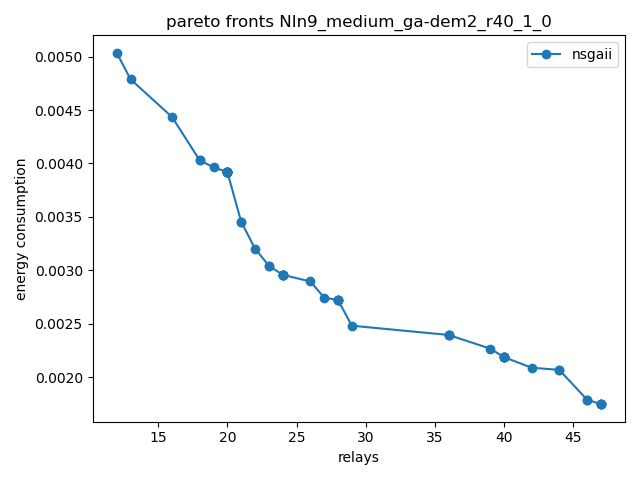 pareto fronts NIn9_medium_ga-dem2_r40_1_0
nsgaii
energy consumption
0.0050
0.0045
0.0040
0.0035
0.0030
0.0025
0.0020
15 20 25 30 35 40 45
relays